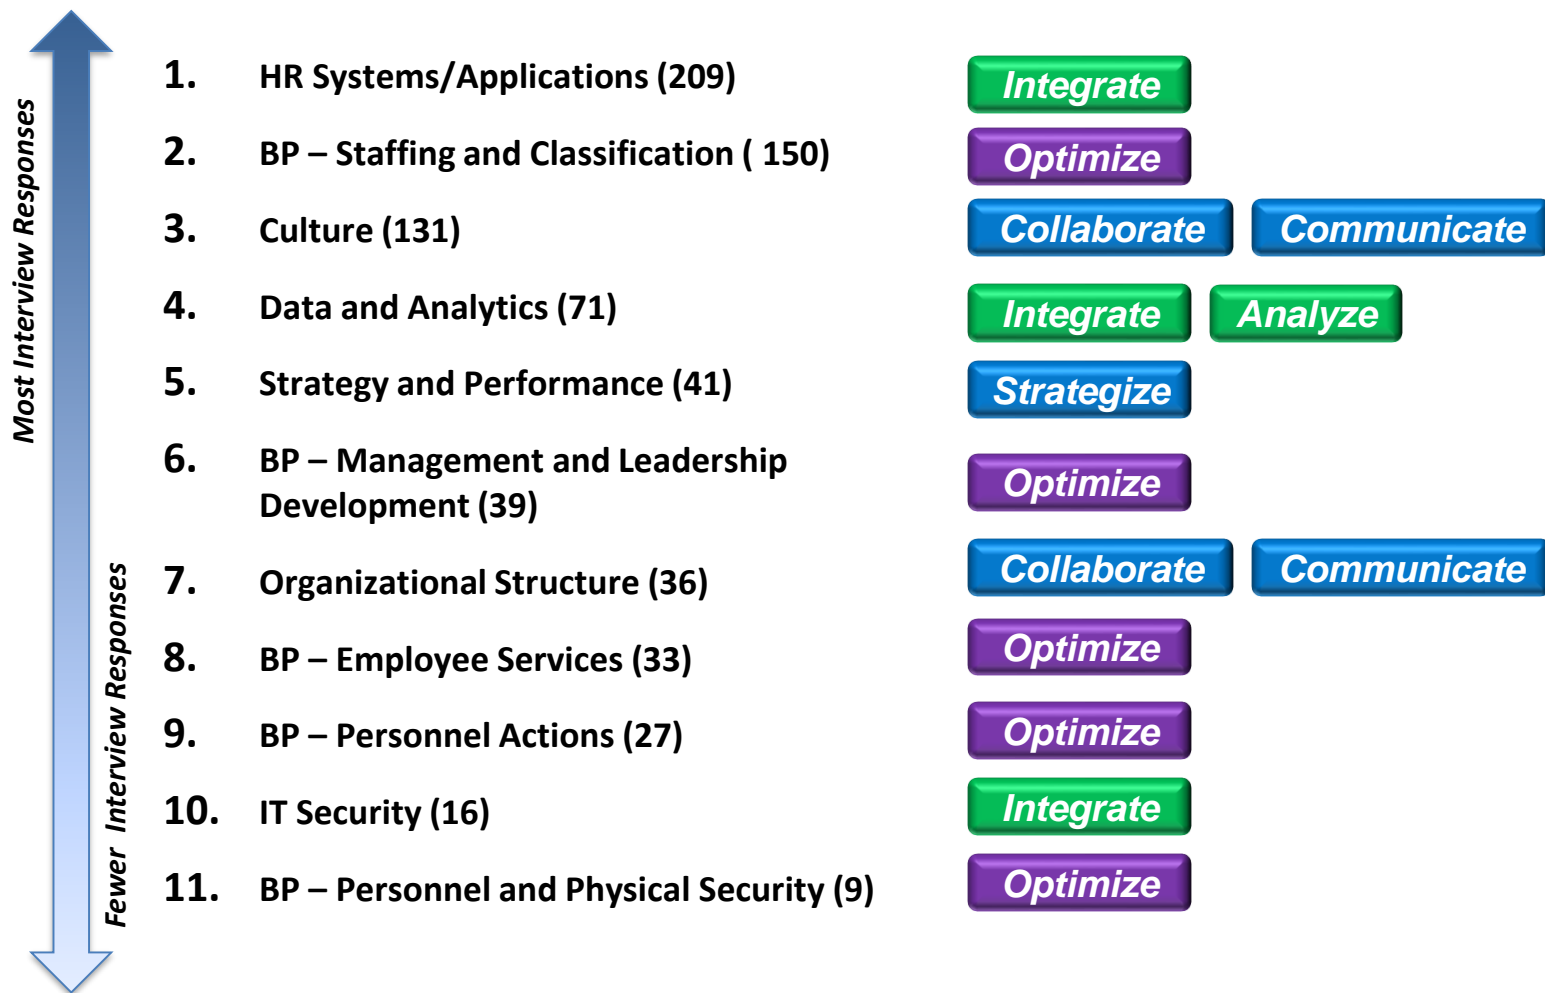 Most Interview Responses
Fewer Interview Responses
1. HR Systems/Applications (209) Integrate
2. BP – Staffing and Classification ( 150) Optimize
3. Culture (131) Collaborate Communicate
4. Data and Analytics (71) Integrate Analyze
5. Strategy and Performance (41) Strategize
6. BP – Management and Leadership
Development (39) Optimize
7. Organizational Structure (36) Collaborate Communicate
8. BP – Employee Services (33) Optimize
9. BP – Personnel Actions (27) Optimize
10. IT Security (16) Integrate
11. BP – Personnel and Physical Security (9) Optimize